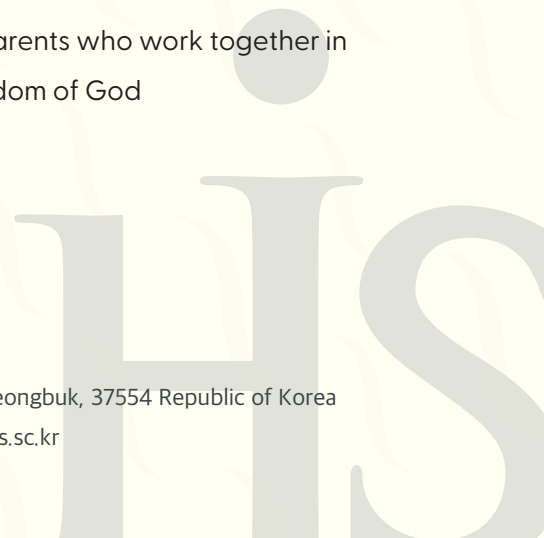 arents who work together in
dom of God
HIS
eongbuk, 37554 Republic of Korea
s.sc.kr